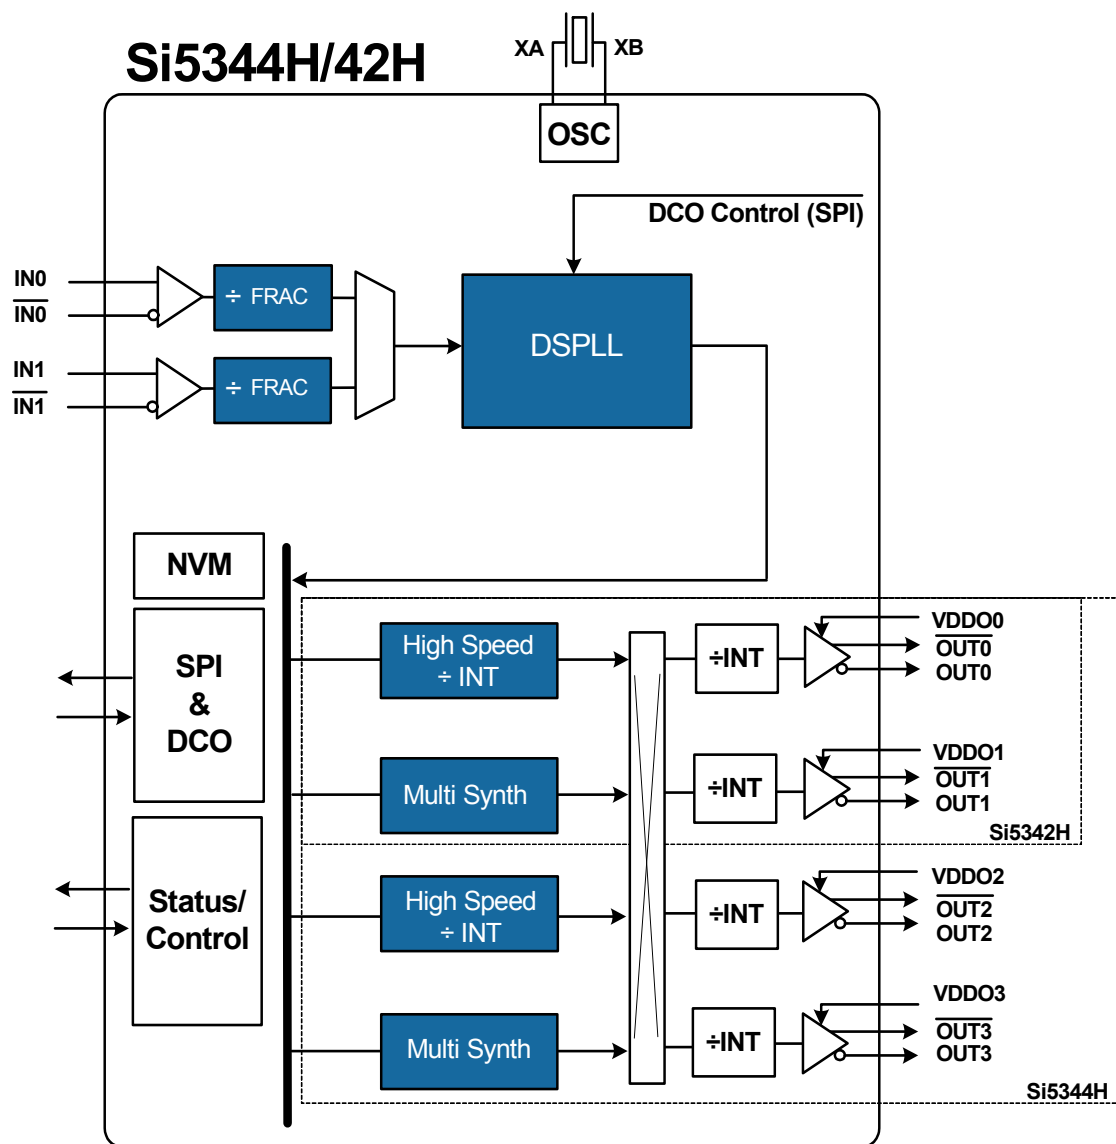 Si5344H/42H
XA
XB
OSC
DCO Control (SPI)
IN0
IN0
÷ FRAC
IN1
IN1
÷ FRAC
DSPLL
NVM
SPI
&
DCO
Status/
Control
High Speed
÷ INT
Multi Synth
High Speed
÷ INT
Multi Synth
÷INT
÷INT
÷INT
÷INT
VDDO0
OUT0
OUT0
VDDO1
OUT1
OUT1
Si5342H
VDDO2
OUT2
OUT2
VDDO3
OUT3
OUT3
Si5344H